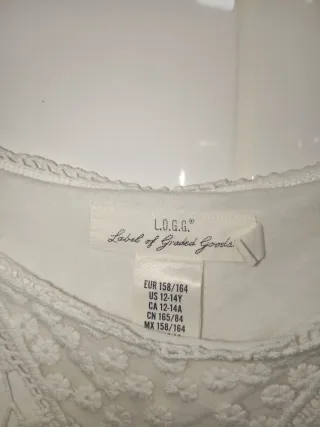 L.O.G.G.®
Label of Graded Goods
EUR 158/164
US 12-14Y
CA 12-14A
CN 165/84
MX 158/164